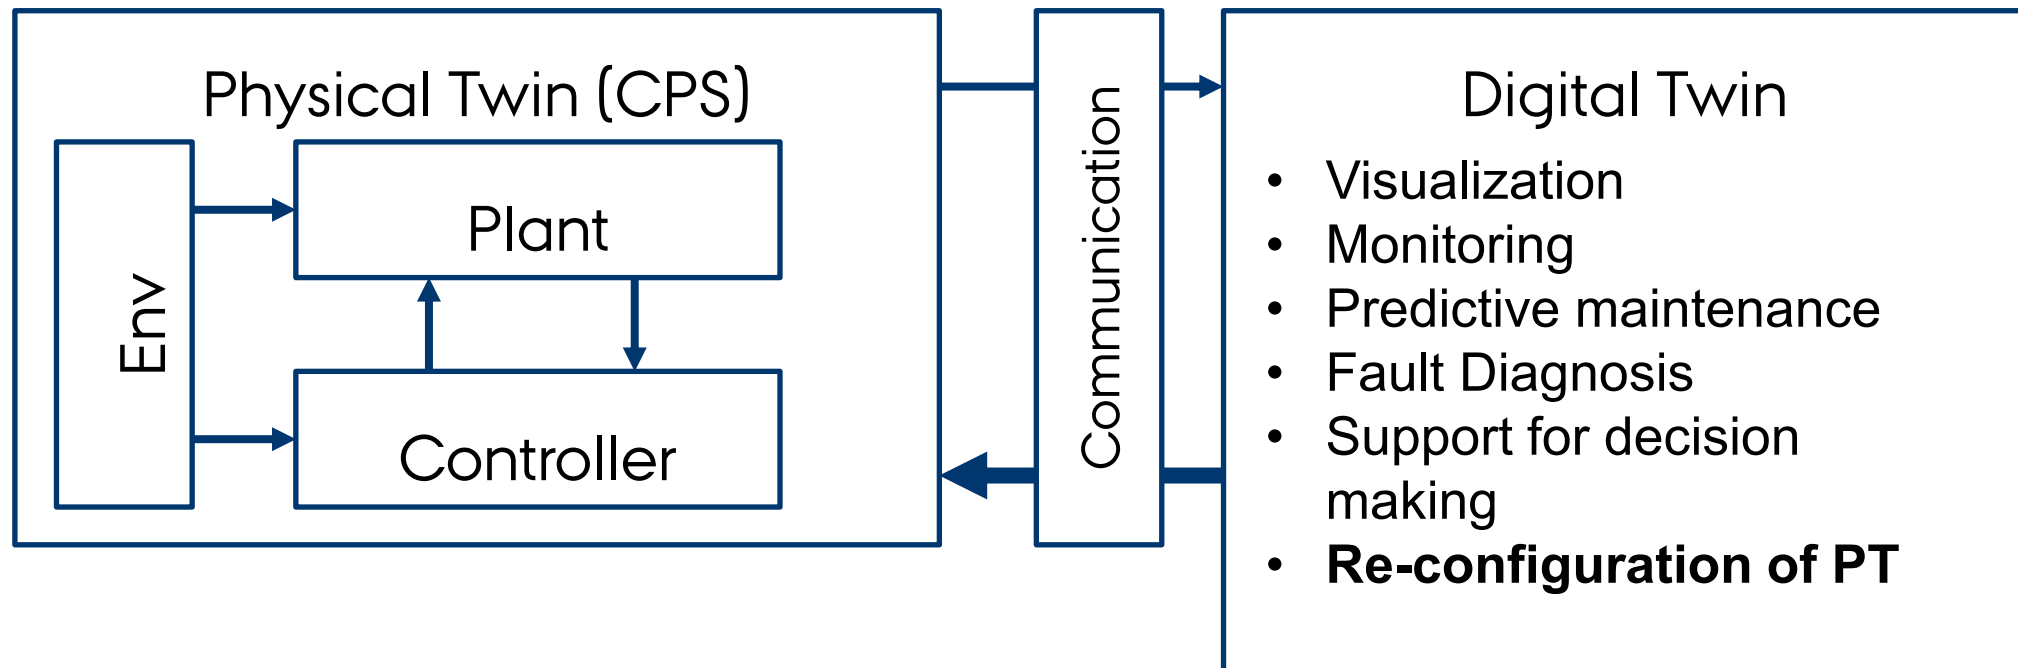 Physical Twin (CPS)
Env
Plant
Controller
Communication
Digital Twin
• Visualization
• Monitoring
• Predictive maintenance
• Fault Diagnosis
• Support for decision
making
• Re-configuration of PT